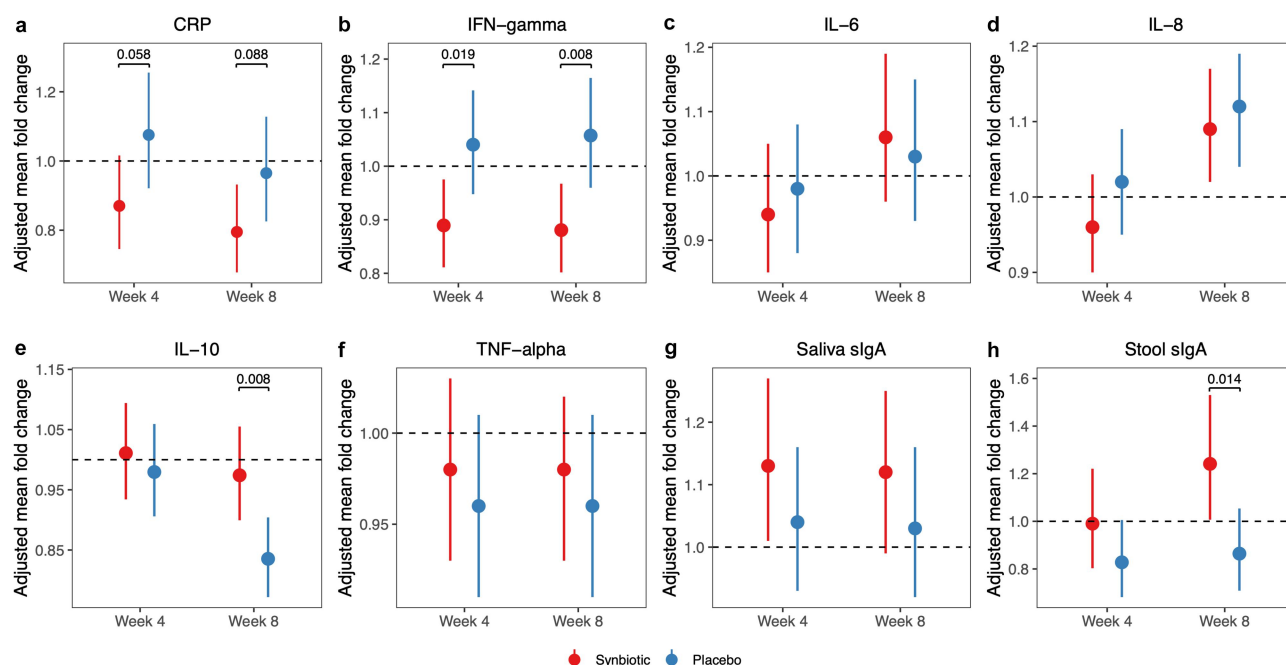 a CRP
Adjusted mean fold change
1.2
1.0
0.8
0.058
0.088
Week 4 Week 8
b IFN−gamma
Adjusted mean fold change
1.2
1.1
1.0
0.9
0.8
0.019
0.008
Week 4 Week 8
c IL−6
Adjusted mean fold change
1.2
1.1
1.0
0.9
Week 4 Week 8
d IL−8
Adjusted mean fold change
1.2
1.1
1.0
0.9
Week 4 Week 8
e IL−10
Adjusted mean fold change
1.15
1.05
0.95
0.85
0.008
Week 4 Week 8
f TNF−alpha
Adjusted mean fold change
1.00
0.95
Week 4 Week 8
g Saliva sIgA
Adjusted mean fold change
1.2
1.1
1.0
Week 4 Week 8
h Stool sIgA
Adjusted mean fold change
1.6
1.4
1.2
1.0
0.8
0.014
Week 4 Week 8
Synbiotic Placebo